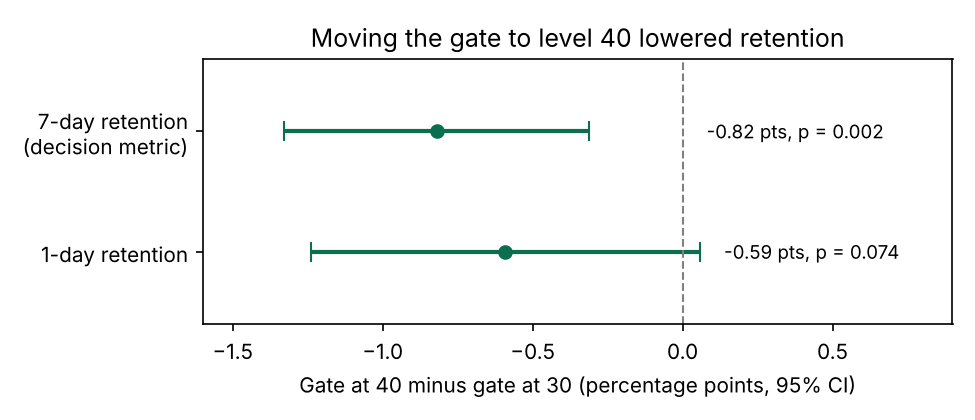 Moving the gate to level 40 lowered retention
7-day retention
(decision metric)
-0.82 pts, p = 0.002
1-day retention
-0.59 pts, p = 0.074
−1.5
−1.0
−0.5
0.0
0.5
Gate at 40 minus gate at 30 (percentage points, 95% CI)